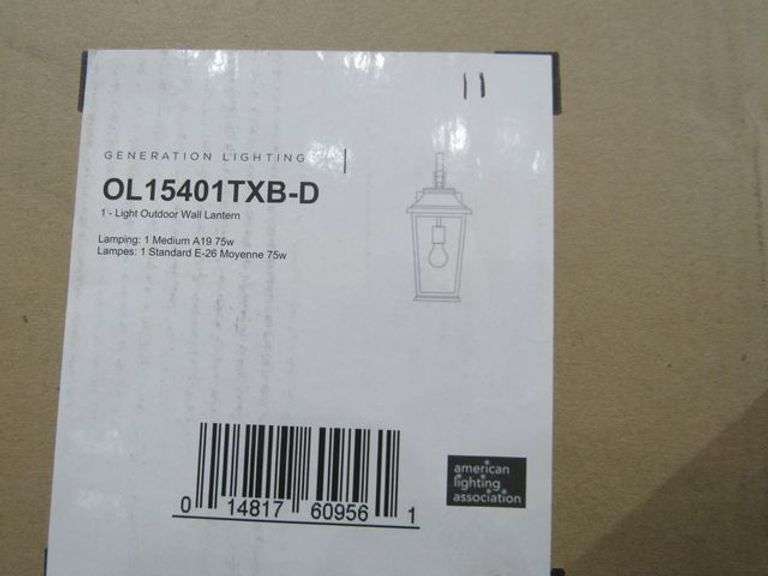 11
GENERATION LIGHTING
OL15401TXB-D
1 - Light Outdoor Wall Lantern
Lamping: 1 Medium A19 75w
Lampes: 1 Standard E-26 Moyenne 75w
0 14817 60956 1
american
lighting
association